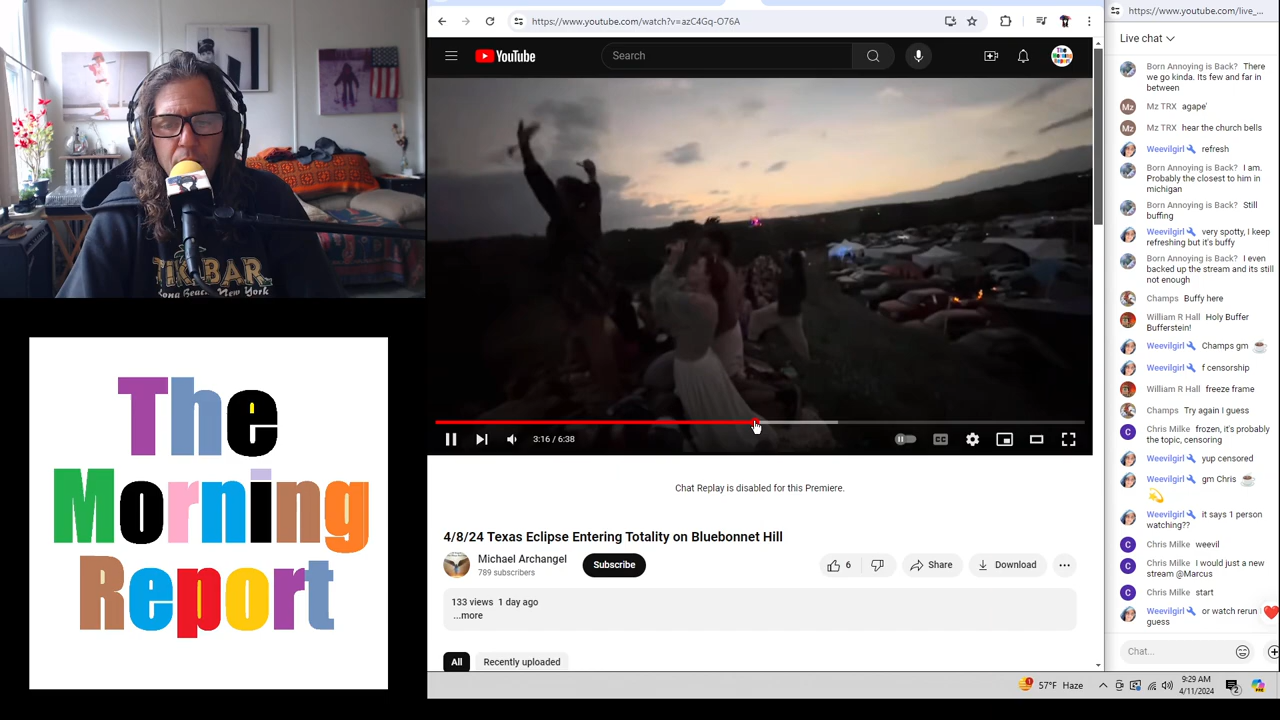 TIKI BAR
Long Beach, New York
The
Morning
Report
https://www.youtube.com/watch?v=azC4Gq-O76A
YouTube
Search
3:16 / 6:38
Chat Replay is disabled for this Premiere.
4/8/24 Texas Eclipse Entering Totality on Bluebonnet Hill
Michael Archangel
789 subscribers
Subscribe
6
Share
Download
133 views 1 day ago
...more
All
Recently uploaded
https://www.youtube.com/live_...
Live chat
Born Annoying is Back? There
we go kinda. Its few and far in
between
Mz TRX agape'
Mz TRX hear the church bells
Weevilgirl refresh
Born Annoying is Back? I am.
Probably the closest to him in
michigan
Born Annoying is Back? Still
buffing
Weevilgirl very spotty, I keep
refreshing but it's buffy
Born Annoying is Back? I even
backed up the stream and its still
not enough
Champs Buffy here
William R Hall Holy Buffer
Bufferstein!
Weevilgirl Champs gm
Weevilgirl f censorship
William R Hall freeze frame
Champs Try again I guess
Chris Milke frozen, it's probably
the topic, censoring
Weevilgirl yup censored
Weevilgirl gm Chris
Weevilgirl it says 1 person
watching??
Chris Milke weevil
Chris Milke I would just a new
stream @Marcus
Chris Milke start
Weevilgirl or watch rerun I
guess
Chat...
57°F Haze
9:29 AM
4/11/2024